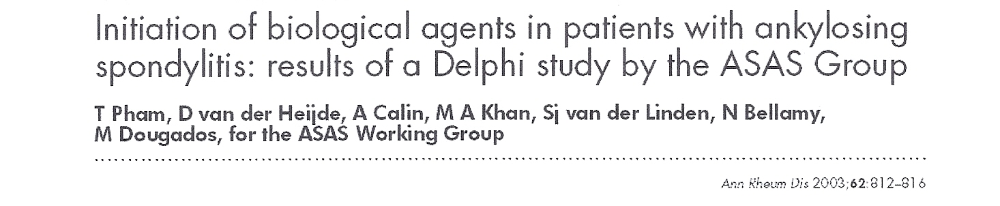 Initiation of biological agents in patients with ankylosing
spondylitis: results of a Delphi study by the ASAS Group
T Pham, D van der Heijde, A Calin, M A Khan, Sj van der Linden, N Bellamy,
M Dougados, for the ASAS Working Group
Ann Rheum Dis 2003;62:812–816